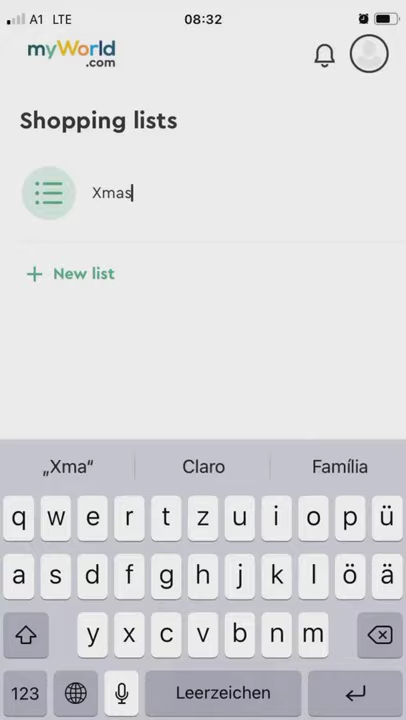 A1 LTE 08:32
myWorld
.com
Shopping lists
Xmas
+ New list
„Xma“ Claro Família
q w e r t z u i o p ü
a s d f g h j k l ö ä
y x c v b n m
123 Leerzeichen